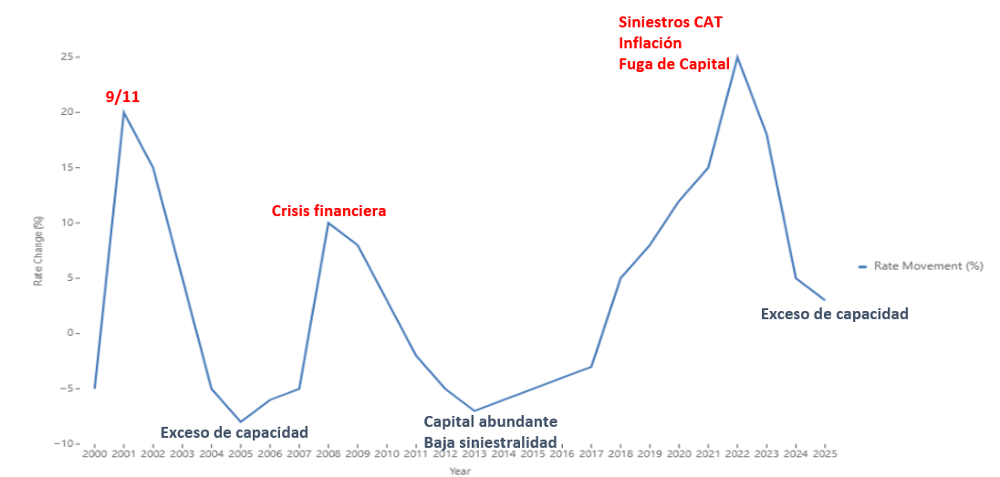 Siniestros CAT
Inflación
Fuga de Capital
25
9/11
20
15
Crisis financiera
10
Rate Change (%)
5
Rate Movement (%)
Exceso de capacidad
0
−5
Capital abundante
Exceso de capacidad
Baja siniestralidad
−10
2000 2001 2002 2003 2004 2005 2006 2007 2008 2009 2010 2011 2012 2013 2014 2015 2016 2017 2018 2019 2020 2021 2022 2023 2024 2025
Year